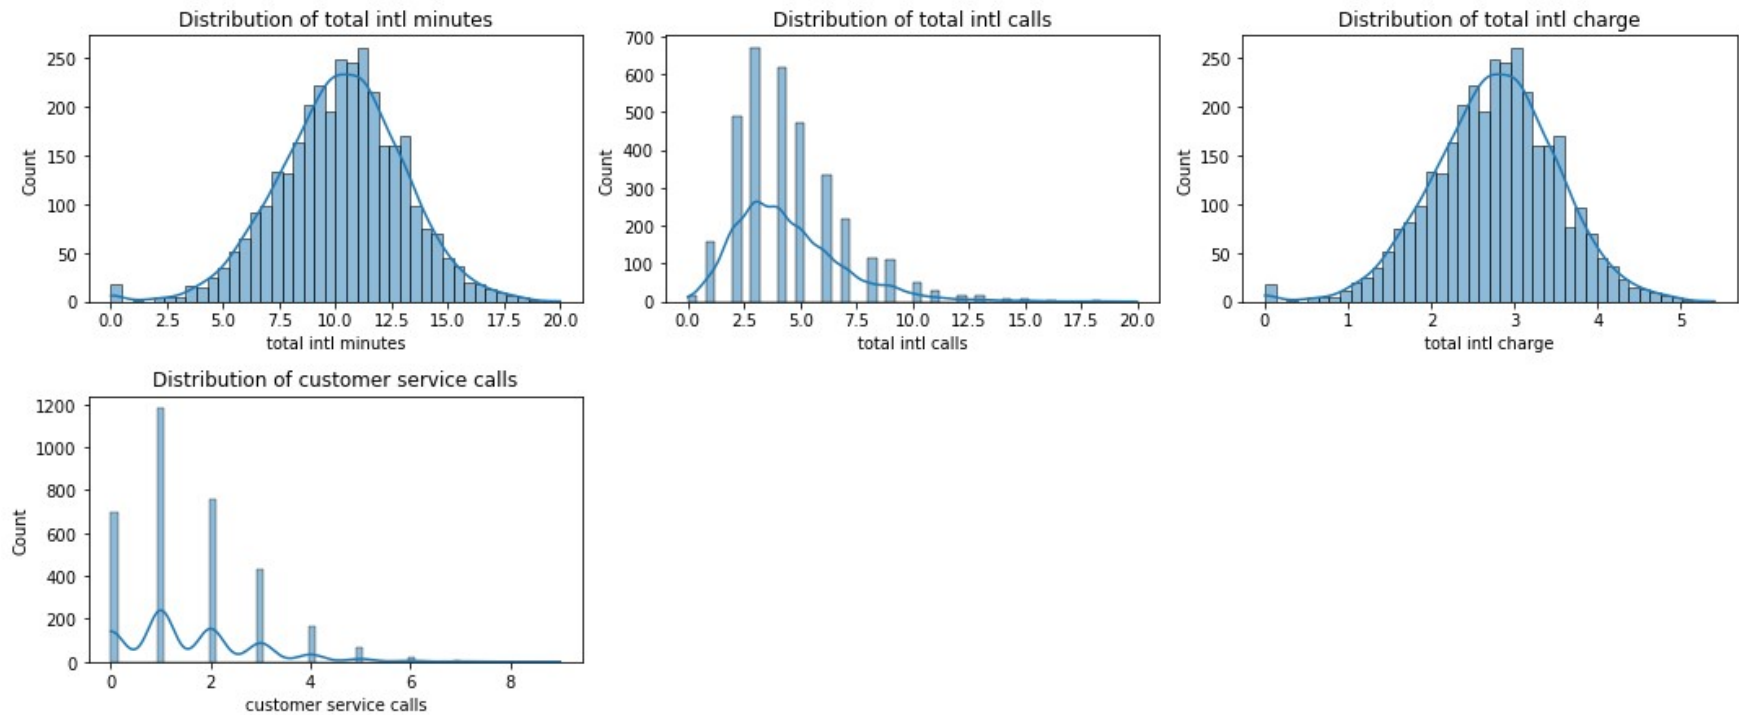 Distribution of total intl minutes
250
200
150
100
50
0
Count
0.0 2.5 5.0 7.5 10.0 12.5 15.0 17.5 20.0
total intl minutes
Distribution of total intl calls
700
600
500
400
300
200
100
0
Count
0.0 2.5 5.0 7.5 10.0 12.5 15.0 17.5 20.0
total intl calls
Distribution of total intl charge
250
200
150
100
50
0
Count
0 1 2 3 4 5
total intl charge
Distribution of customer service calls
1200
1000
800
600
400
200
0
Count
0 2 4 6 8
customer service calls